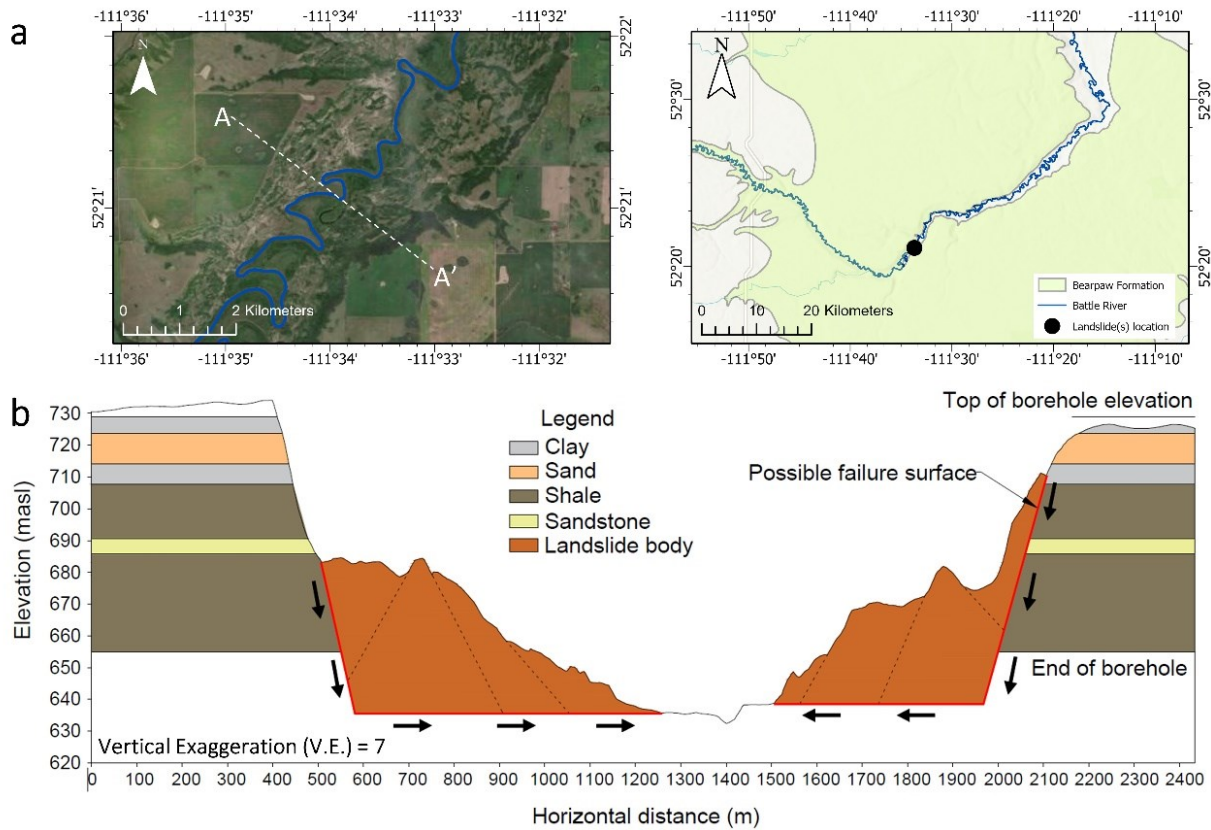 a
-111°36' -111°35' -111°34' -111°33' -111°32'
52°22'
52°21'
N
A
A'
0 1 2 Kilometers
-111°36' -111°35' -111°34' -111°33' -111°32'
-111°50' -111°40' -111°30' -111°20' -111°10'
52°30'
52°20'
N
52°30'
52°20'
Bearpaw Formation
Battle River
Landslide(s) location
0 10 20 Kilometers
-111°50' -111°40' -111°30' -111°20' -111°10'
b
Elevation (masl)
730
720
710
700
690
680
670
660
650
640
630
620
Legend
Clay
Sand
Shale
Sandstone
Landslide body
Top of borehole elevation
Possible failure surface
End of borehole
Vertical Exaggeration (V.E.) = 7
0 100 200 300 400 500 600 700 800 900 1000 1100 1200 1300 1400 1500 1600 1700 1800 1900 2000 2100 2200 2300 2400
Horizontal distance (m)